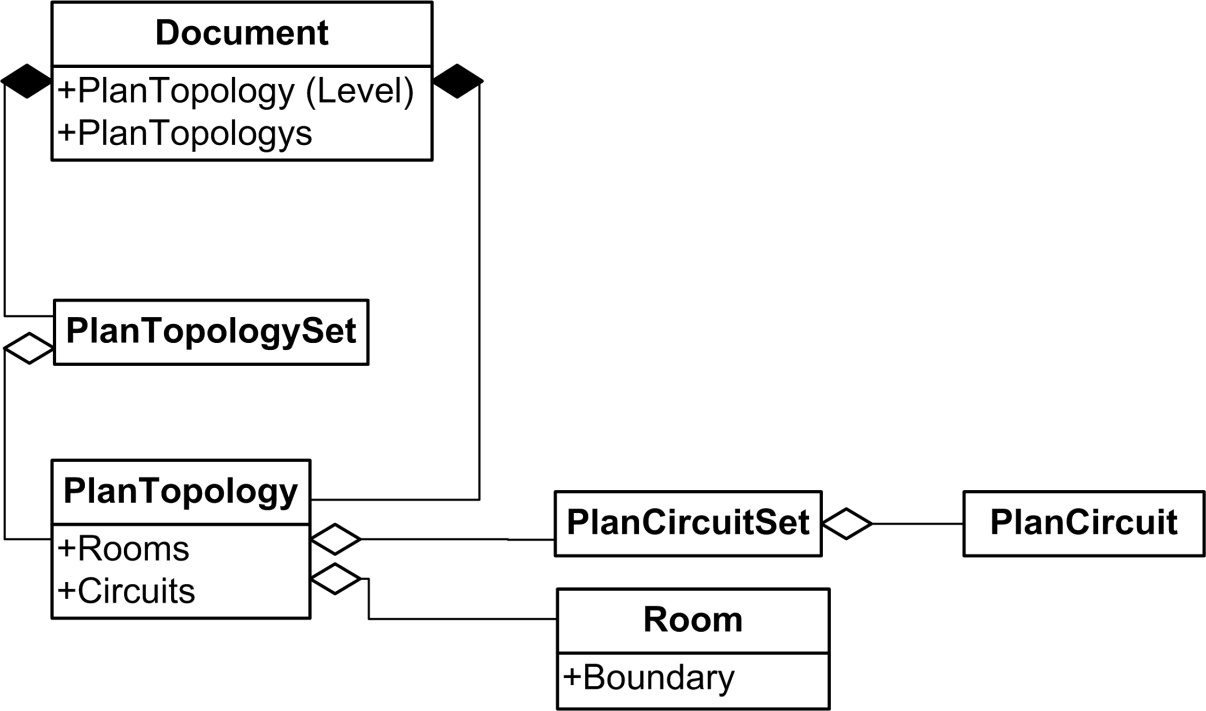 Document
+PlanTopology (Level)
+PlanTopologys
PlanTopologySet
PlanTopology
+Rooms
+Circuits
PlanCircuitSet
PlanCircuit
Room
+Boundary